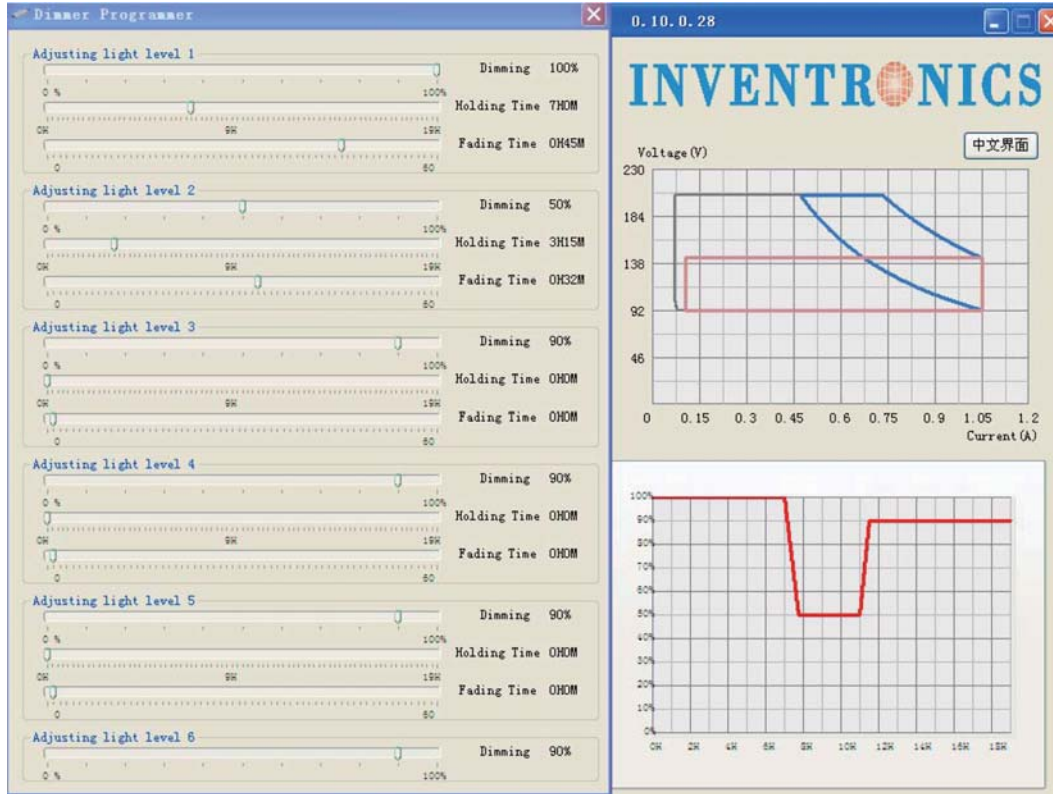 Dimmer Programmer
Adjusting light level 1
Dimming 100%
0 % 100%
Holding Time 7H0M
0H 9H 19H
Fading Time 0H45M
0 60
Adjusting light level 2
Dimming 50%
0 % 100%
Holding Time 3H15M
0H 9H 19H
Fading Time 0H32M
0 60
Adjusting light level 3
Dimming 90%
0 % 100%
Holding Time 0H0M
0H 9H 19H
Fading Time 0H0M
0 60
Adjusting light level 4
Dimming 90%
0 % 100%
Holding Time 0H0M
0H 9H 19H
Fading Time 0H0M
0 60
Adjusting light level 5
Dimming 90%
0 % 100%
Holding Time 0H0M
0H 9H 19H
Fading Time 0H0M
0 60
Adjusting light level 6
Dimming 90%
0 % 100%
0.10.0.28
INVENTRONICS
中文界面
Voltage(V)
230
184
138
92
46
0 0.15 0.3 0.45 0.6 0.75 0.9 1.05 1.2
Current(A)
100%
90%
80%
70%
60%
50%
40%
30%
20%
10%
0%
0H 2H 4H 6H 8H 10H 12H 14H 16H 18H